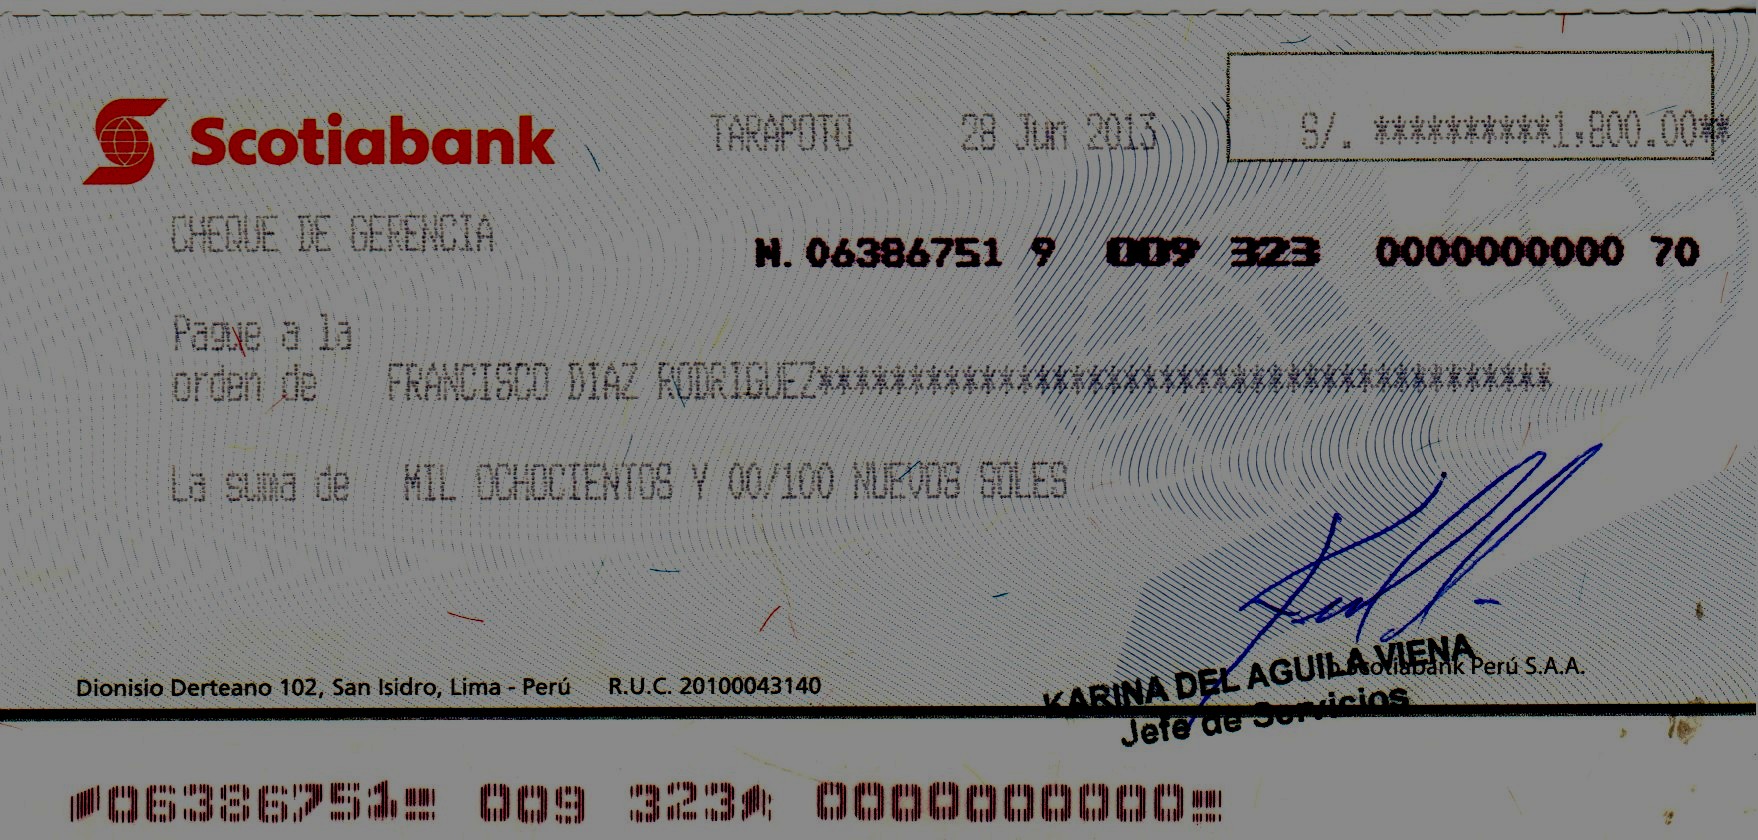 Scotiabank TARAPOTO 28 Jun 2013 S/. **********1,800.00**
CHEQUE DE GERENCIA
N. 06386751 9 009 323 0000000000 70
Pague a la
orden de FRANCISCO DIAZ RODRIGUEZ*****************************************
La suma de MIL OCHOCIENTOS Y 00/100 NUEVOS SOLES
KARINA DEL AGUILA VIENA
Jefe de Servicios
p. Scotiabank Perú S.A.A.
Dionisio Derteano 102, San Isidro, Lima - Perú R.U.C. 20100043140
06386751 009 323 0000000000